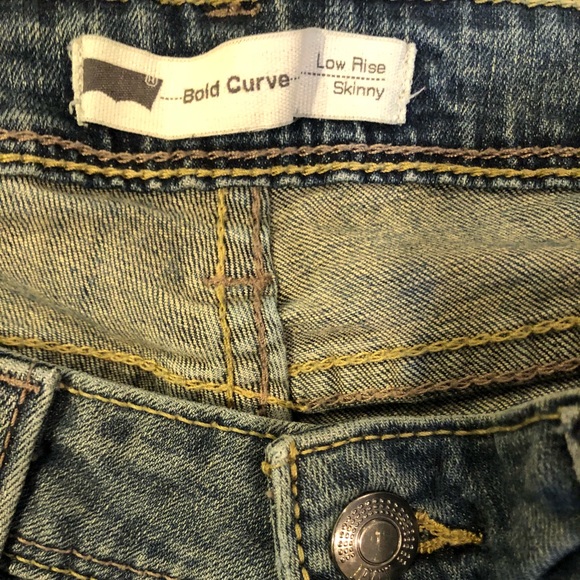 Bold Curve
Low Rise
Skinny